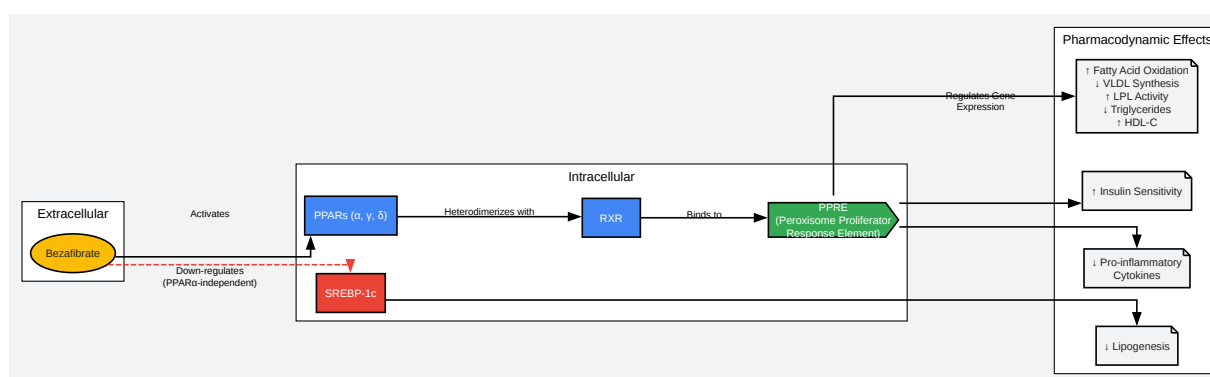 Pharmacodynamic Effects
↑ Fatty Acid Oxidation
↓ VLDL Synthesis
↑ LPL Activity
↓ Triglycerides
↑ HDL-C
Regulates Gene
Expression
Intracellular
Extracellular
Bezafibrate
Activates
Down-regulates
(PPARα-independent)
PPARs (α, γ, δ)
Heterodimerizes with
RXR
Binds to
PPRE
(Peroxisome Proliferator
Response Element)
SREBP-1c
↑ Insulin Sensitivity
↓ Pro-inflammatory
Cytokines
↓ Lipogenesis